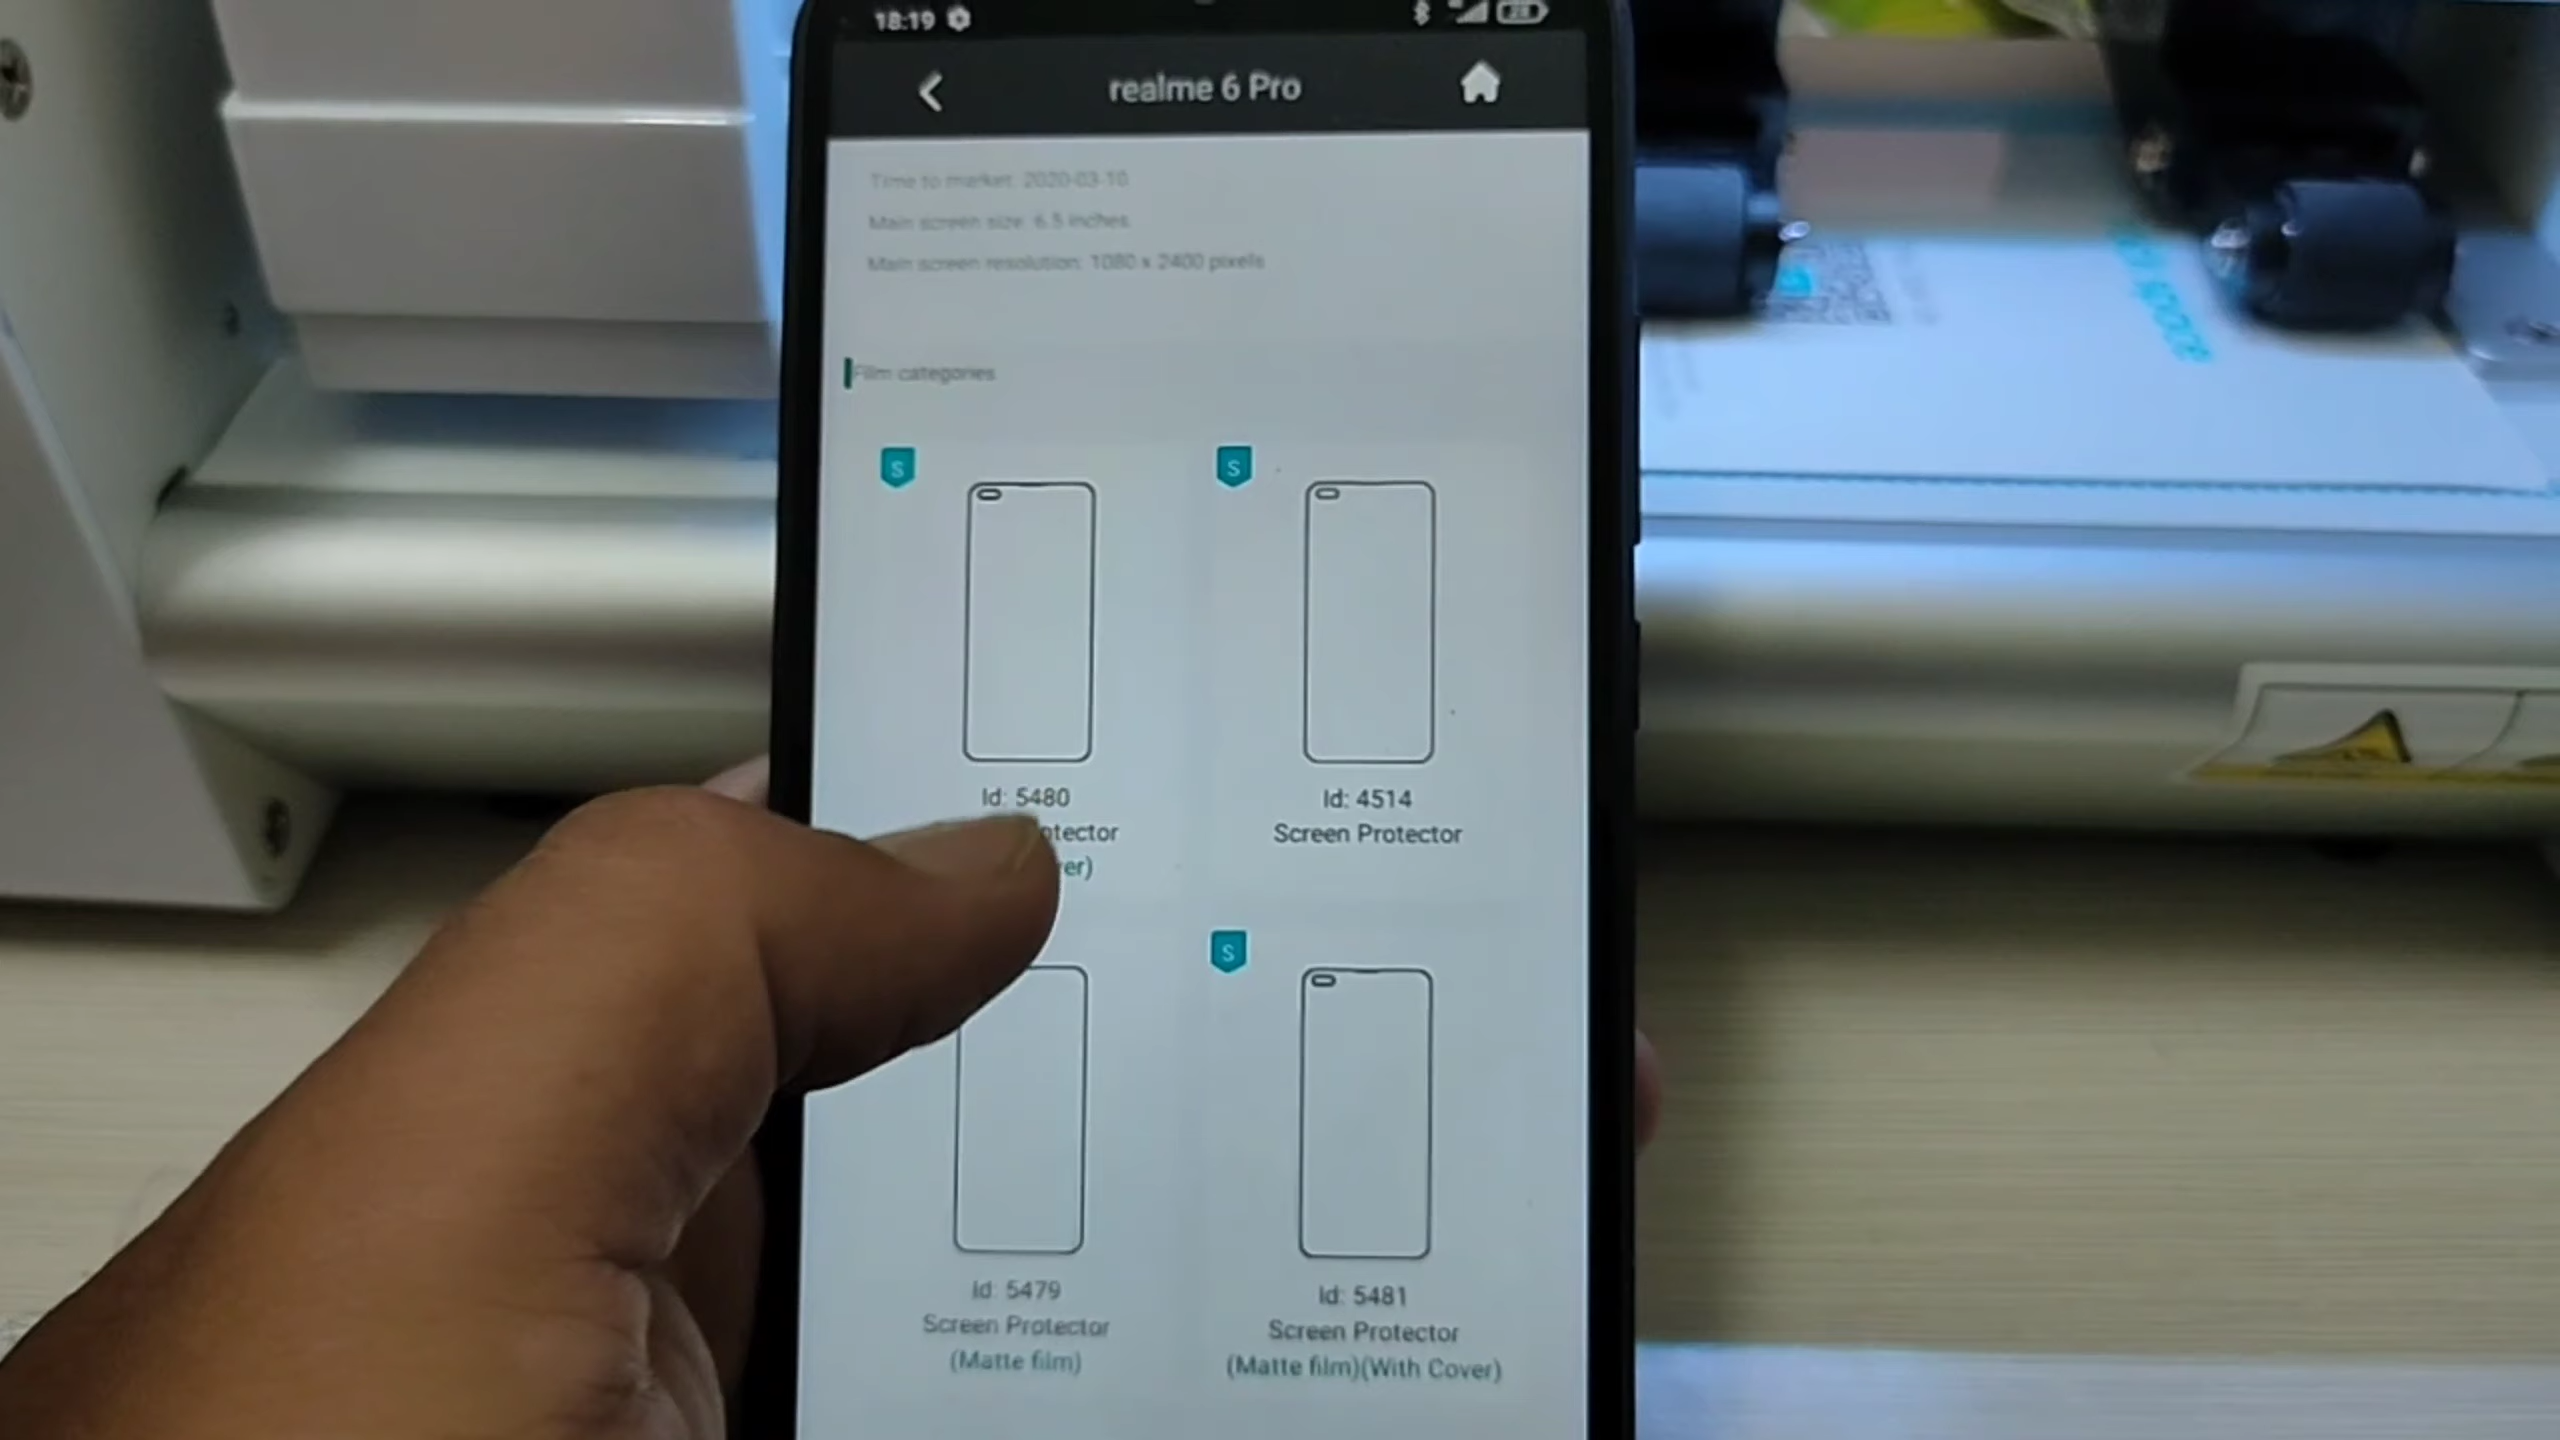 18:19
realme 6 Pro
Time to market: 2020-03-10
Main screen size: 6.5 inches
Main screen resolution: 1080 x 2400 pixels
Film categories
S
S
Id: 5480
Id: 4514
ntector
Screen Protector
er)
S
Id: 5479
Id: 5481
Screen Protector
Screen Protector
(Matte film)
(Matte film)(With Cover)